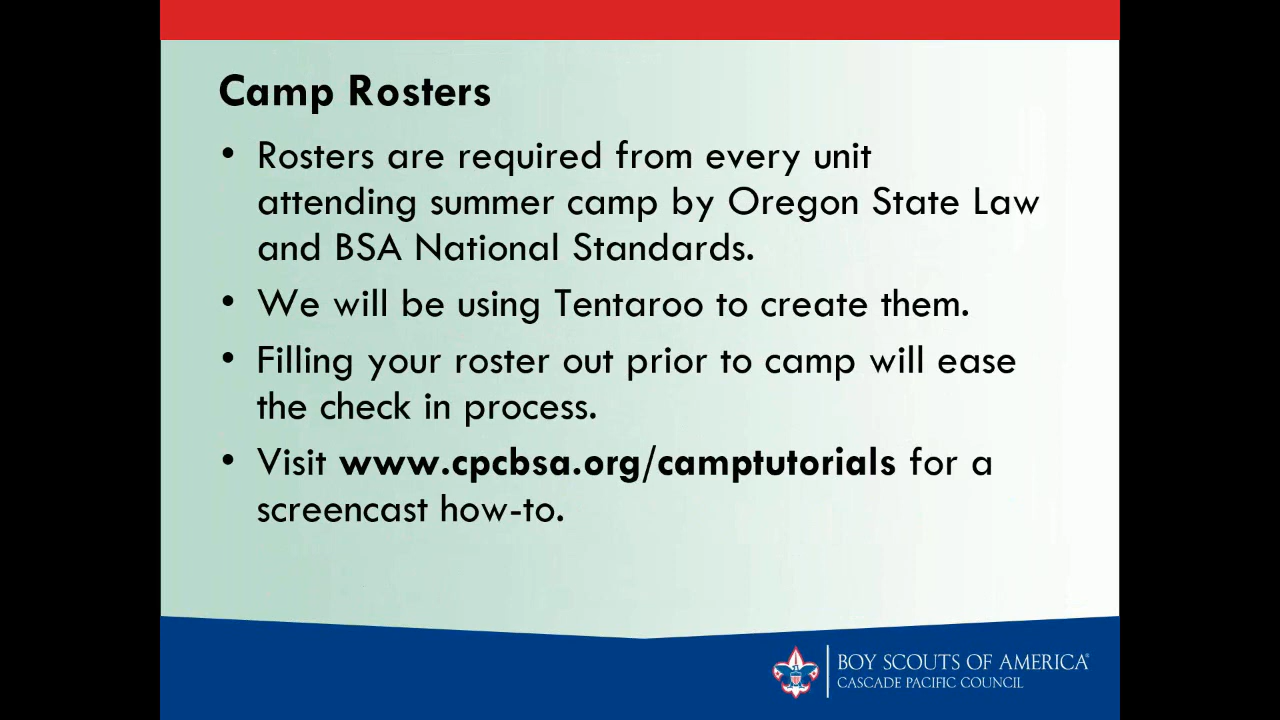 Camp Rosters
• Rosters are required from every unit
attending summer camp by Oregon State Law
and BSA National Standards.
• We will be using Tentaroo to create them.
• Filling your roster out prior to camp will ease
the check in process.
• Visit www.cpcbsa.org/camptutorials for a
screencast how-to.
BOY SCOUTS OF AMERICA®
CASCADE PACIFIC COUNCIL